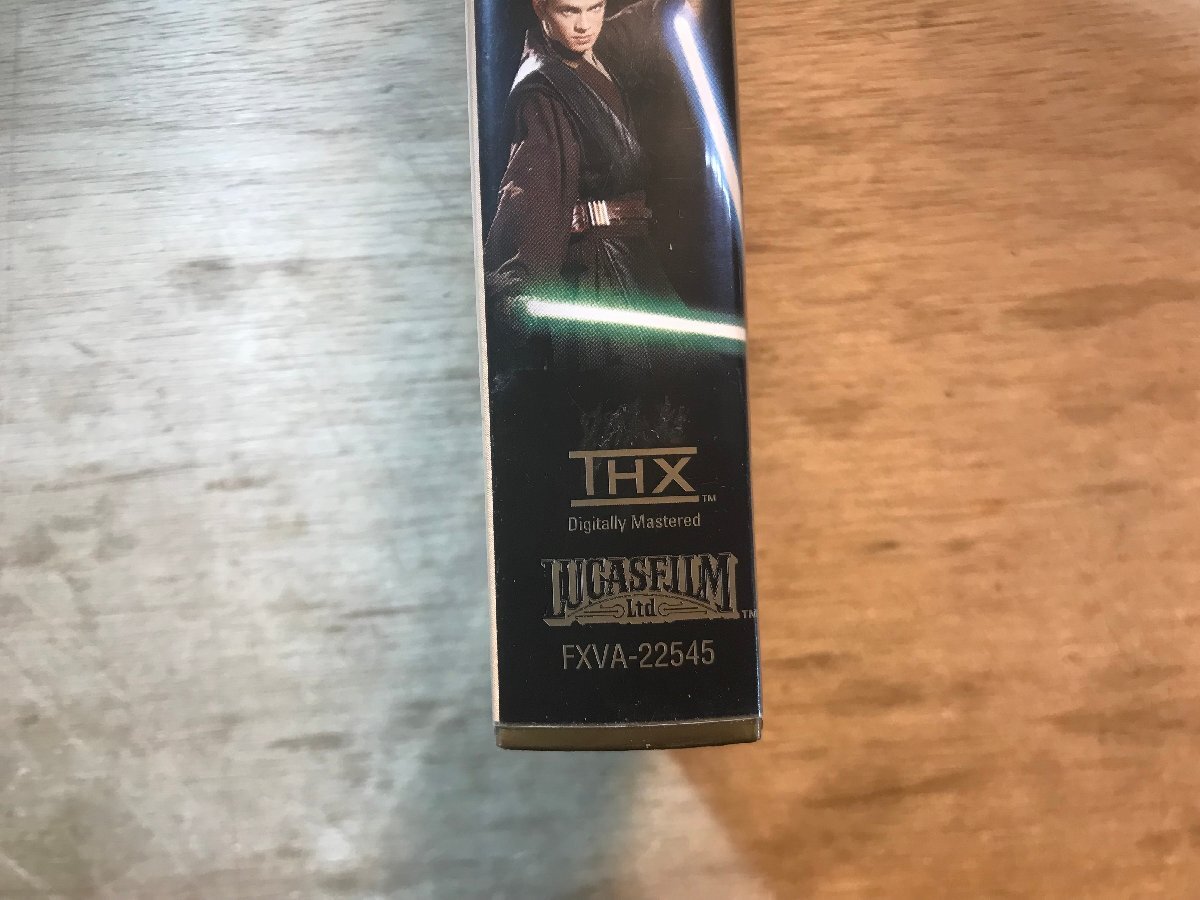 THX TM
Digitally Mastered
LUCASFILM
Ltd. TM
FXVA-22545